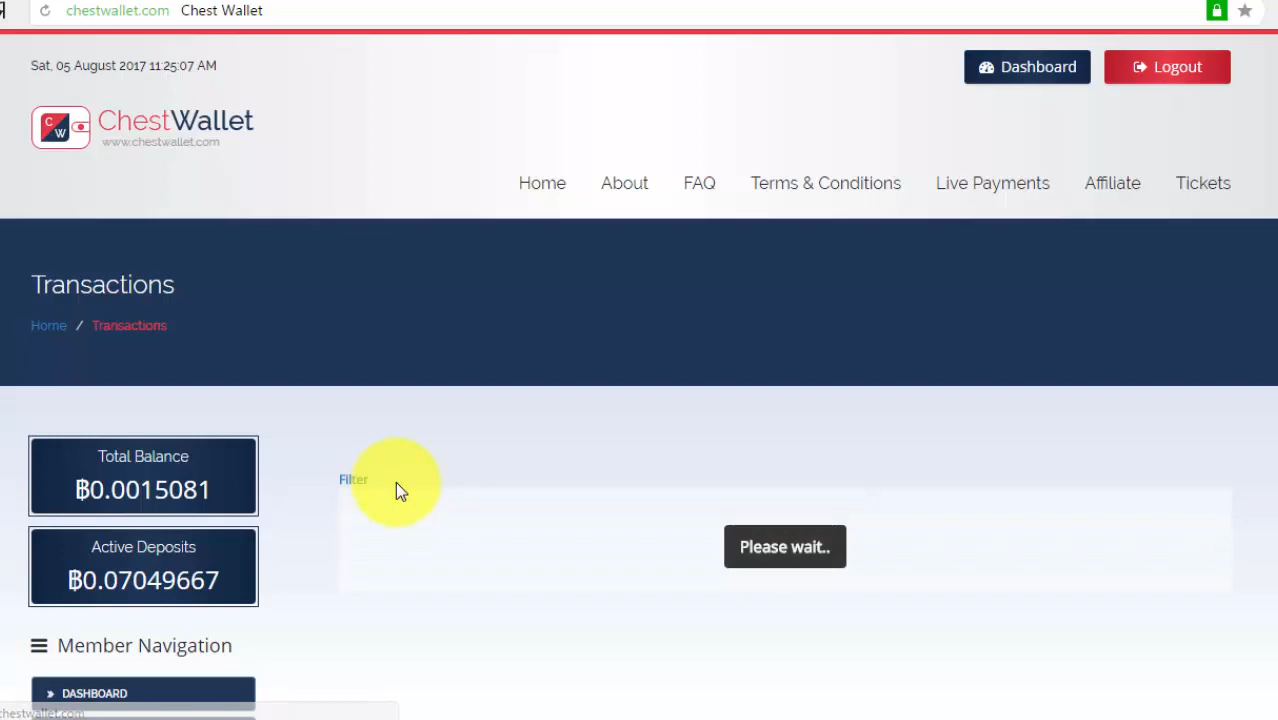 chestwallet.com Chest Wallet
Sat, 05 August 2017 11:25:07 AM
Dashboard
Logout
CW
ChestWallet
www.chestwallet.com
Home About FAQ Terms & Conditions Live Payments Affiliate Tickets
Transactions
Home / Transactions
Total Balance
฿0.0015081
Filter
Please wait..
Active Deposits
฿0.07049667
Member Navigation
» DASHBOARD
chestwallet.com